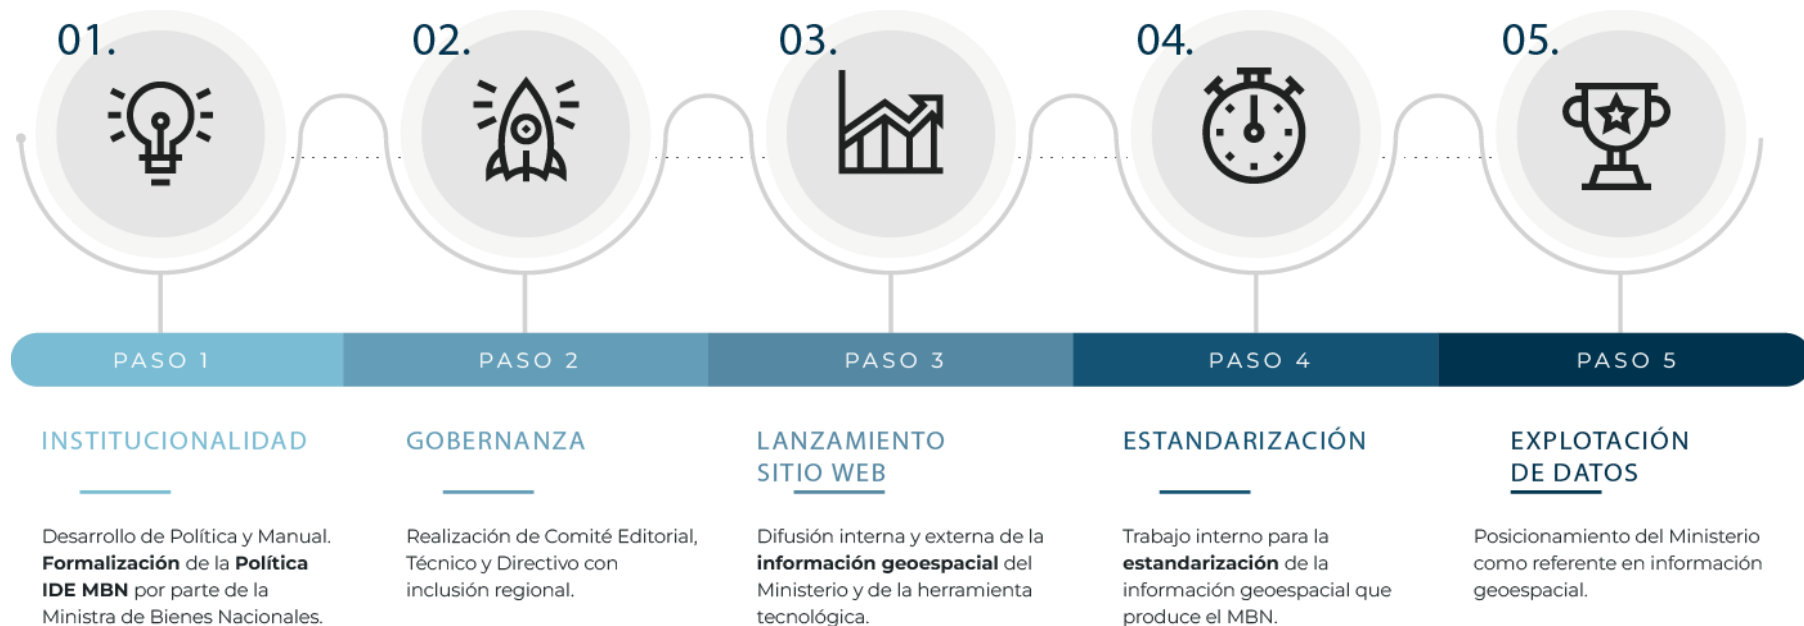 01.
02.
03.
04.
05.
PASO 1
PASO 2
PASO 3
PASO 4
PASO 5
INSTITUCIONALIDAD
Desarrollo de Política y Manual.
Formalización de la Política
IDE MBN por parte de la
Ministra de Bienes Nacionales.
GOBERNANZA
Realización de Comité Editorial,
Técnico y Directivo con
inclusión regional.
LANZAMIENTO
SITIO WEB
Difusión interna y externa de la
información geoespacial del
Ministerio y de la herramienta
tecnológica.
ESTANDARIZACIÓN
Trabajo interno para la
estandarización de la
información geoespacial que
produce el MBN.
EXPLOTACIÓN
DE DATOS
Posicionamiento del Ministerio
como referente en información
geoespacial.